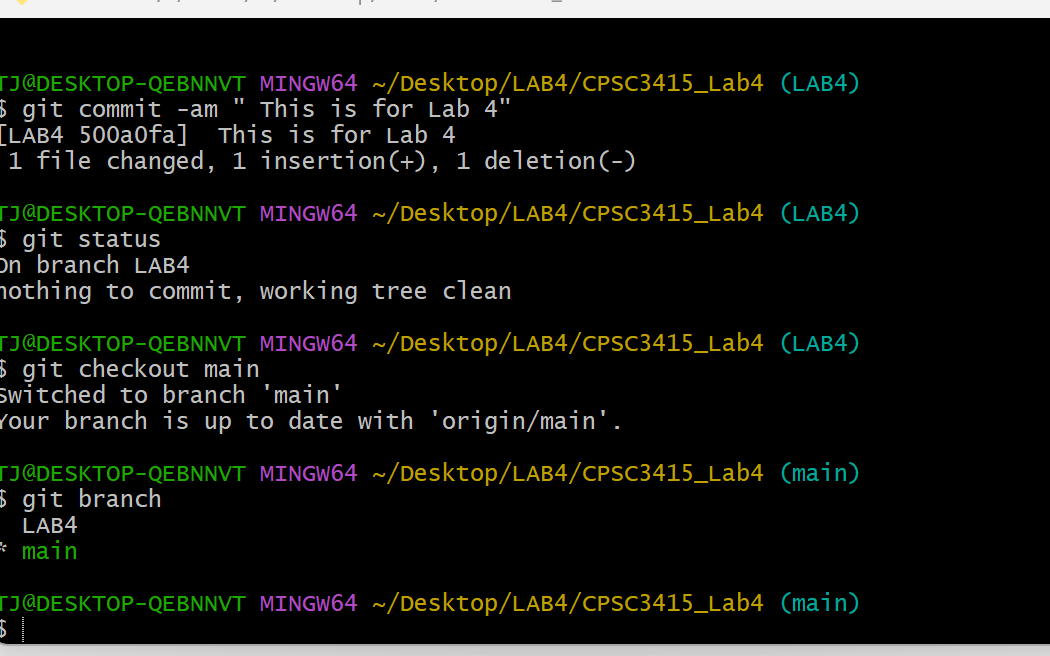 TJ@DESKTOP-QEBNNVT MINGW64 ~/Desktop/LAB4/CPSC3415_Lab4 (LAB4)
$ git commit -am " This is for Lab 4"
[LAB4 500a0fa]  This is for Lab 4
 1 file changed, 1 insertion(+), 1 deletion(-)
TJ@DESKTOP-QEBNNVT MINGW64 ~/Desktop/LAB4/CPSC3415_Lab4 (LAB4)
$ git status
On branch LAB4
nothing to commit, working tree clean
TJ@DESKTOP-QEBNNVT MINGW64 ~/Desktop/LAB4/CPSC3415_Lab4 (LAB4)
$ git checkout main
Switched to branch 'main'
Your branch is up to date with 'origin/main'.
TJ@DESKTOP-QEBNNVT MINGW64 ~/Desktop/LAB4/CPSC3415_Lab4 (main)
$ git branch
  LAB4
* main
TJ@DESKTOP-QEBNNVT MINGW64 ~/Desktop/LAB4/CPSC3415_Lab4 (main)
$